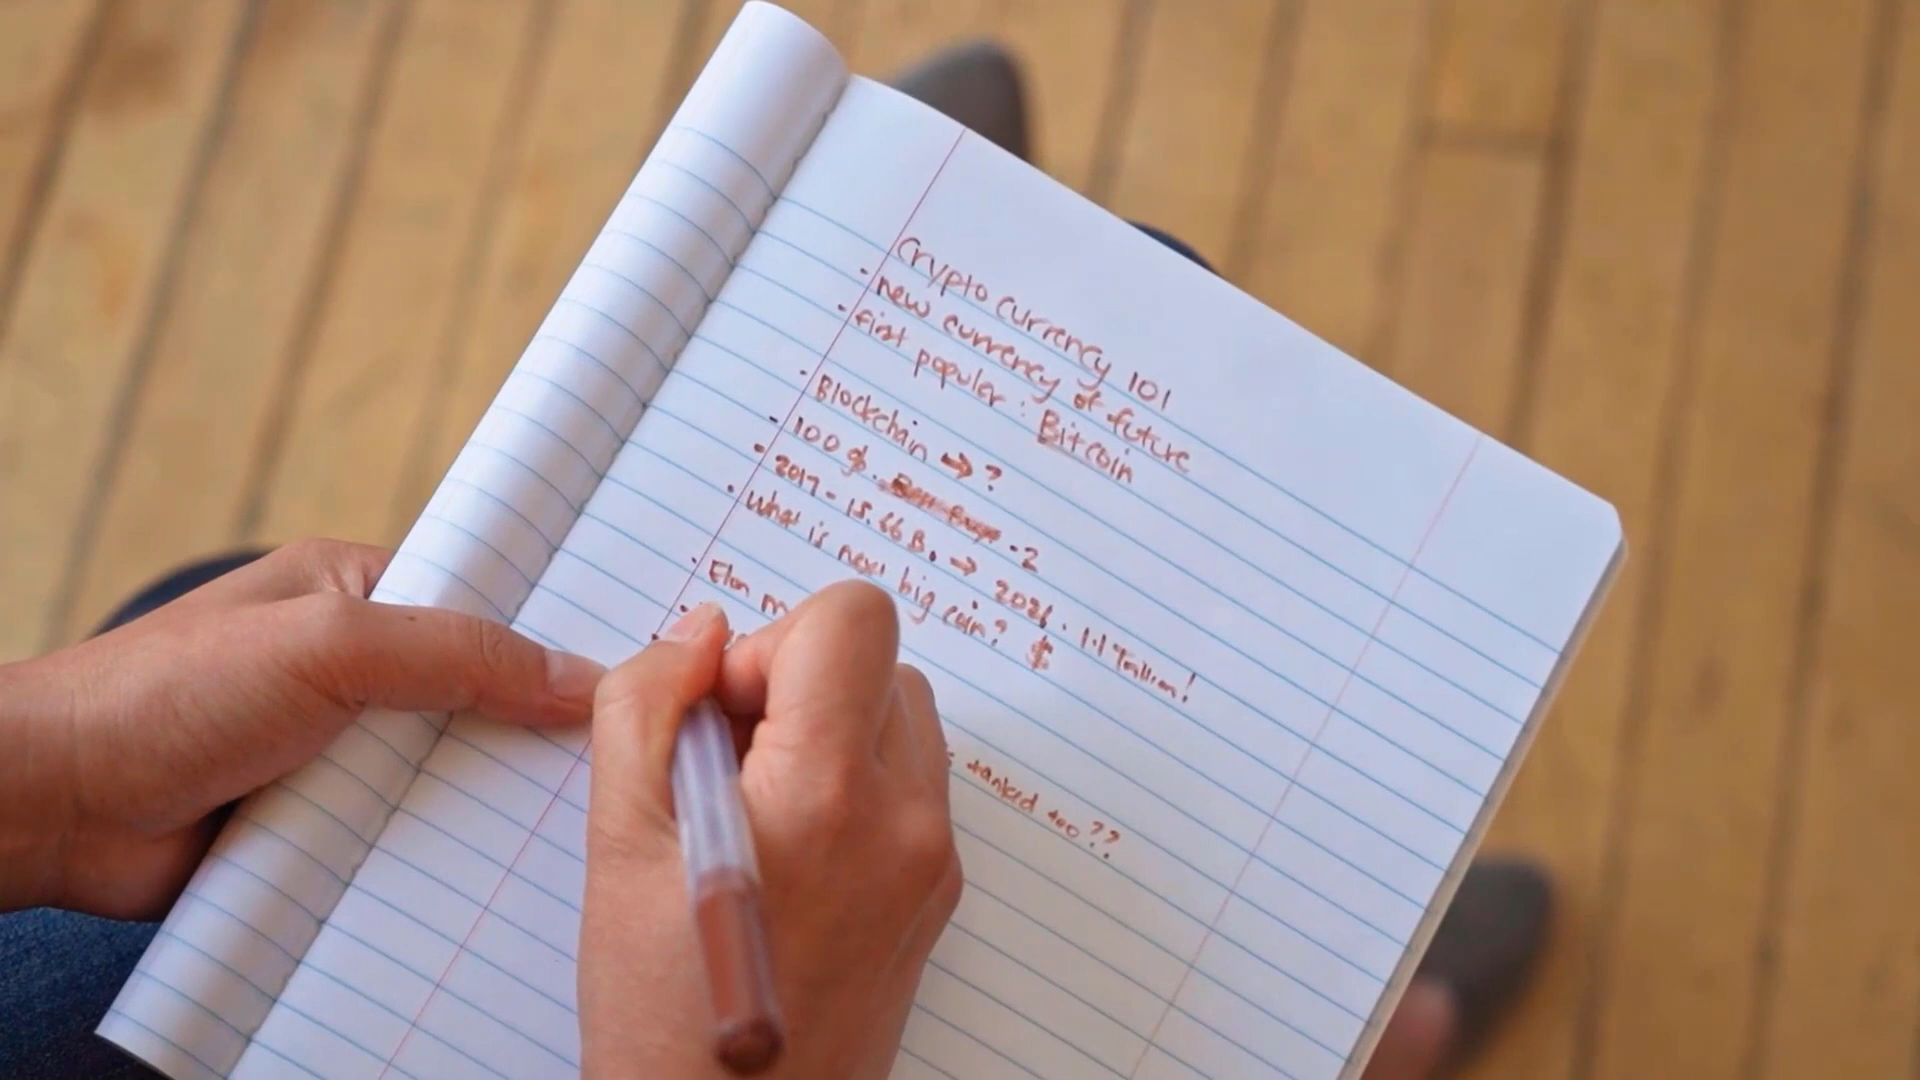 Crypto currency 101
• new currency of future
• first popular : Bitcoin
• Blockchain → ?
• 100 $. • 2
• 2017 - 15.66B. → 2021. 1.1 Trillion!
• What is next big coin? $
• Elon m
tanked too ??